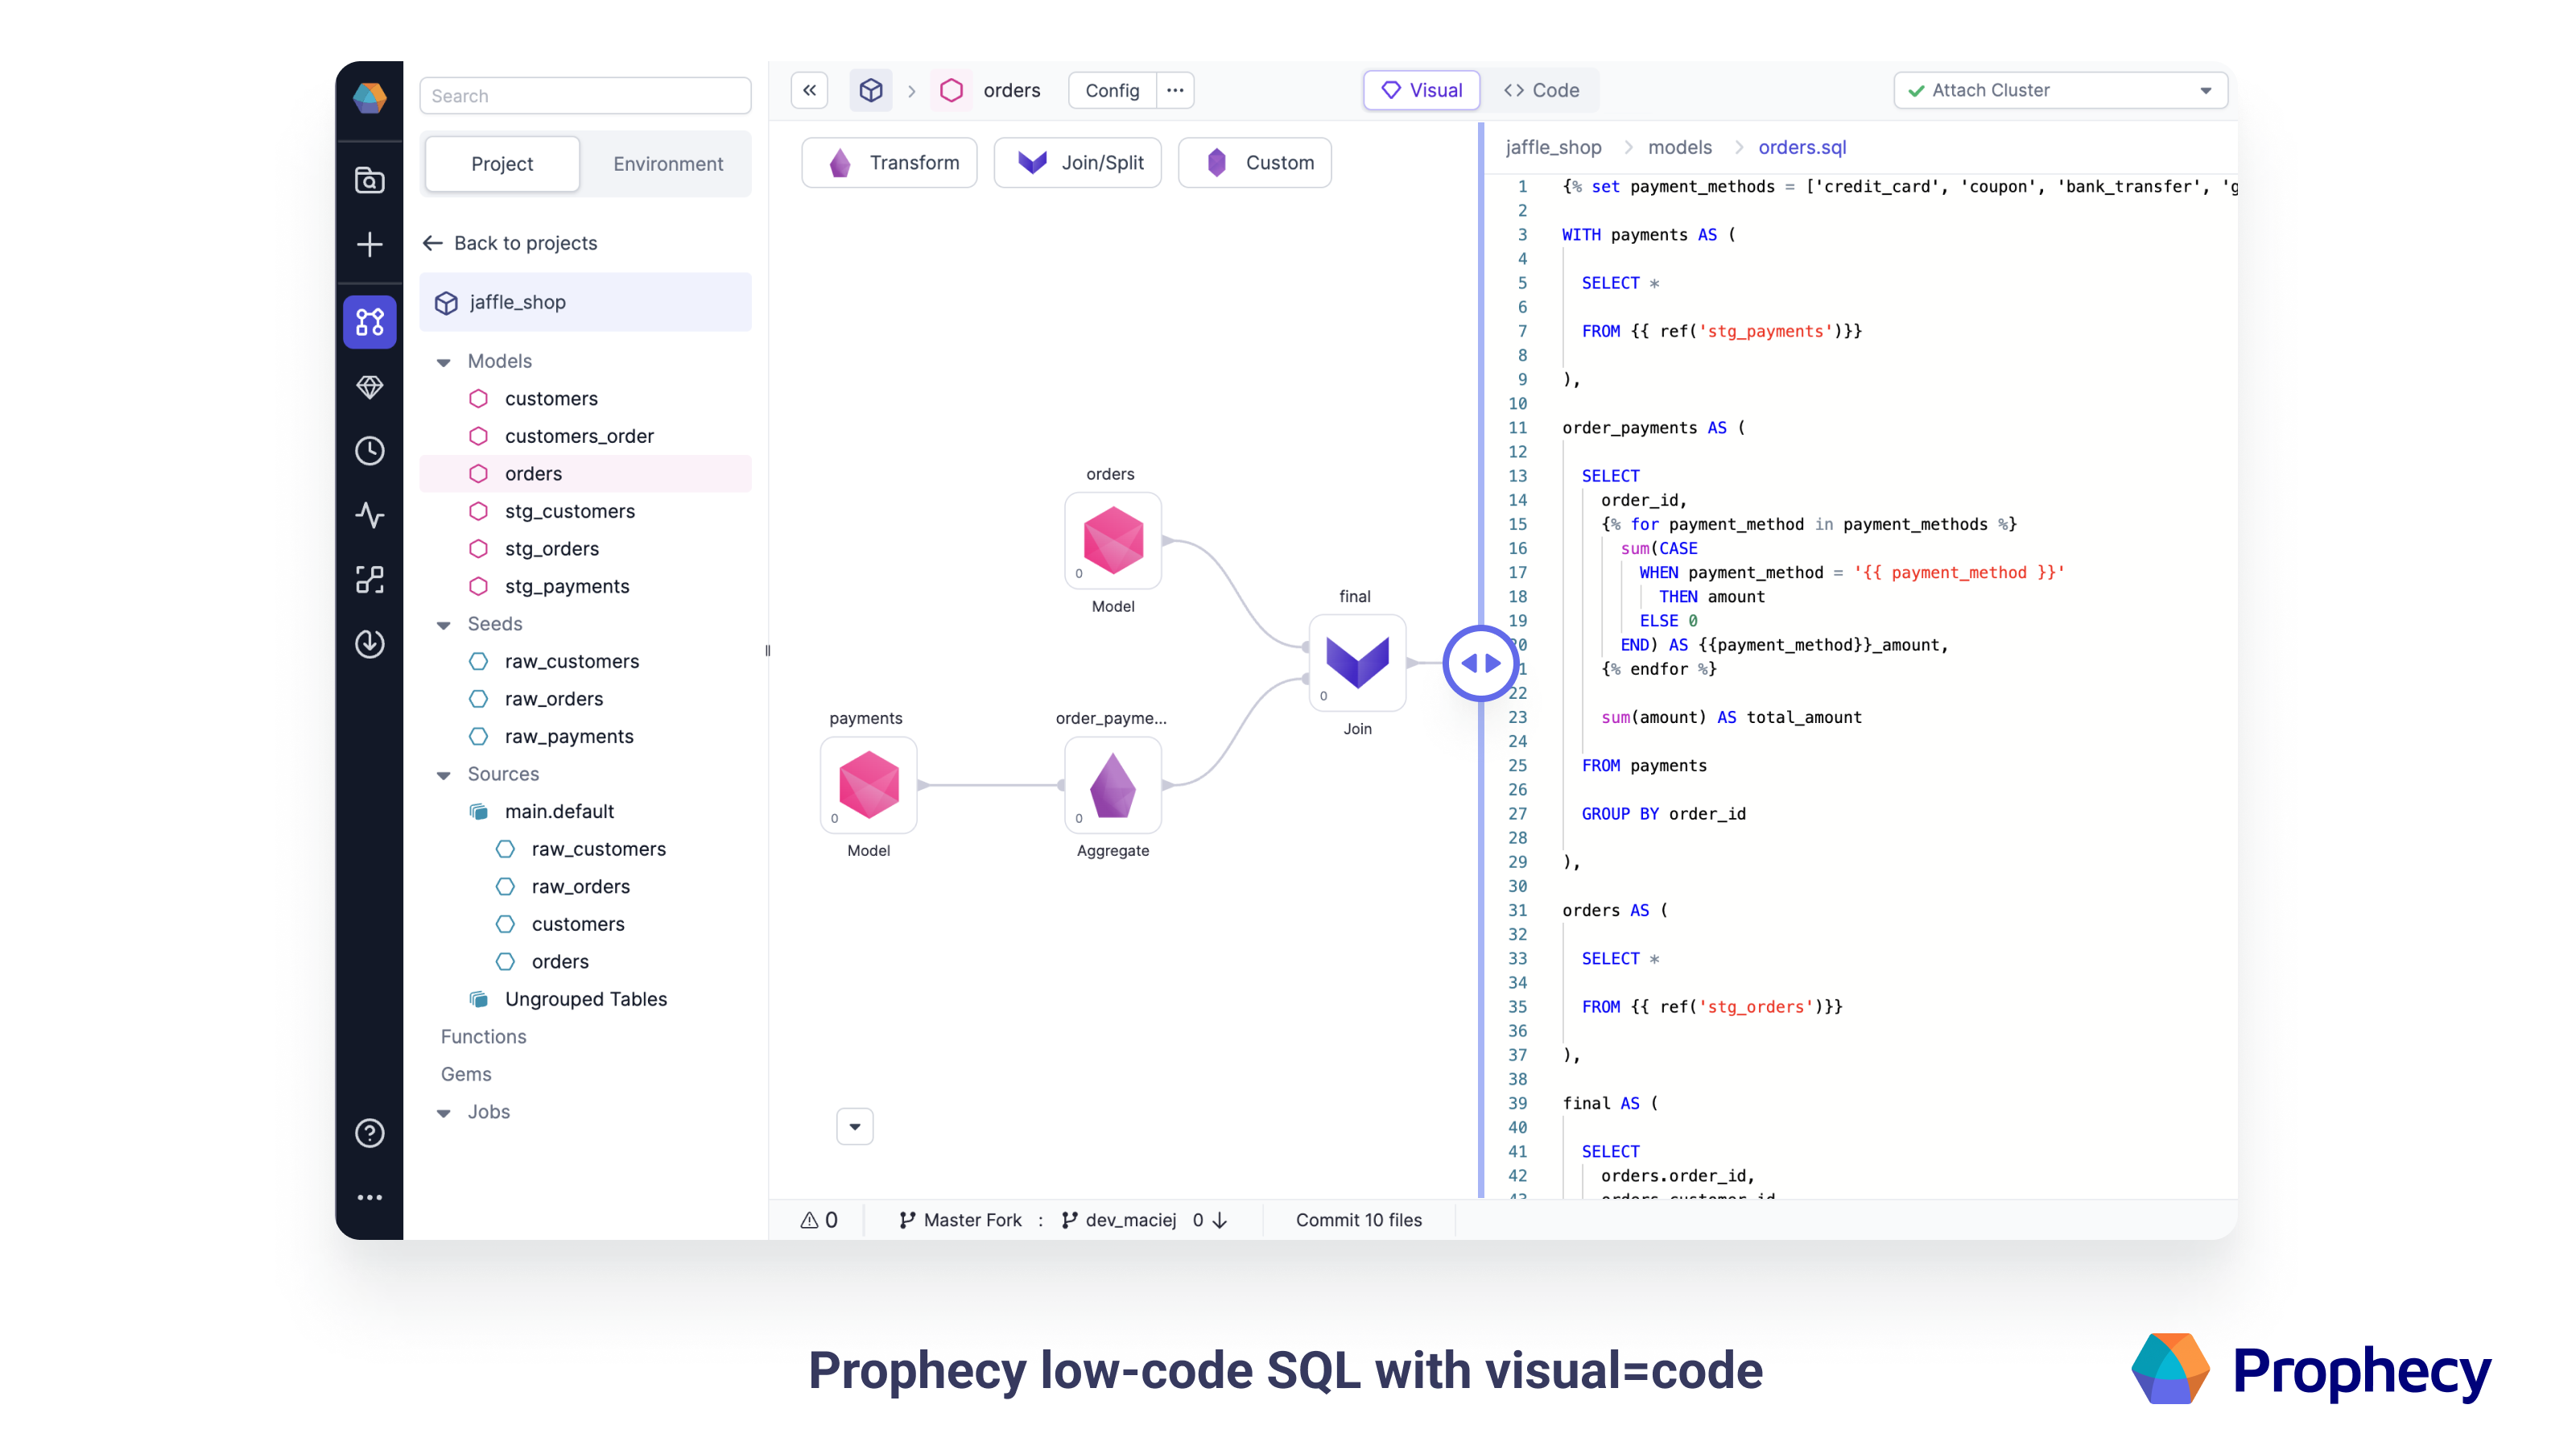 Search
Project
Environment
Back to projects
jaffle_shop
Models
customers
customers_order
orders
stg_customers
stg_orders
stg_payments
Seeds
raw_customers
raw_orders
raw_payments
Sources
main.default
raw_customers
raw_orders
customers
orders
Ungrouped Tables
Functions
Gems
Jobs
orders
Config
Visual
<> Code
Attach Cluster
Transform
Join/Split
Custom
orders
0
Model
final
0
Join
payments
0
Model
order_payme...
0
Aggregate
jaffle_shop > models > orders.sql
1 {% set payment_methods = ['credit_card', 'coupon', 'bank_transfer', 'g
2
3 WITH payments AS (
4
5 SELECT *
6
7 FROM {{ ref('stg_payments')}}
8
9 ),
10
11 order_payments AS (
12
13 SELECT
14 order_id,
15 {% for payment_method in payment_methods %}
16 sum(CASE
17 WHEN payment_method = '{{ payment_method }}'
18 THEN amount
19 ELSE 0
20 END) AS {{payment_method}}_amount,
1 {% endfor %}
22
23 sum(amount) AS total_amount
24
25 FROM payments
26
27 GROUP BY order_id
28
29 ),
30
31 orders AS (
32
33 SELECT *
34
35 FROM {{ ref('stg_orders')}}
36
37 ),
38
39 final AS (
40
41 SELECT
42 orders.order_id,
43 orders.customer_id
0
Master Fork : dev_maciej 0
Commit 10 files
Prophecy low-code SQL with visual=code
Prophecy